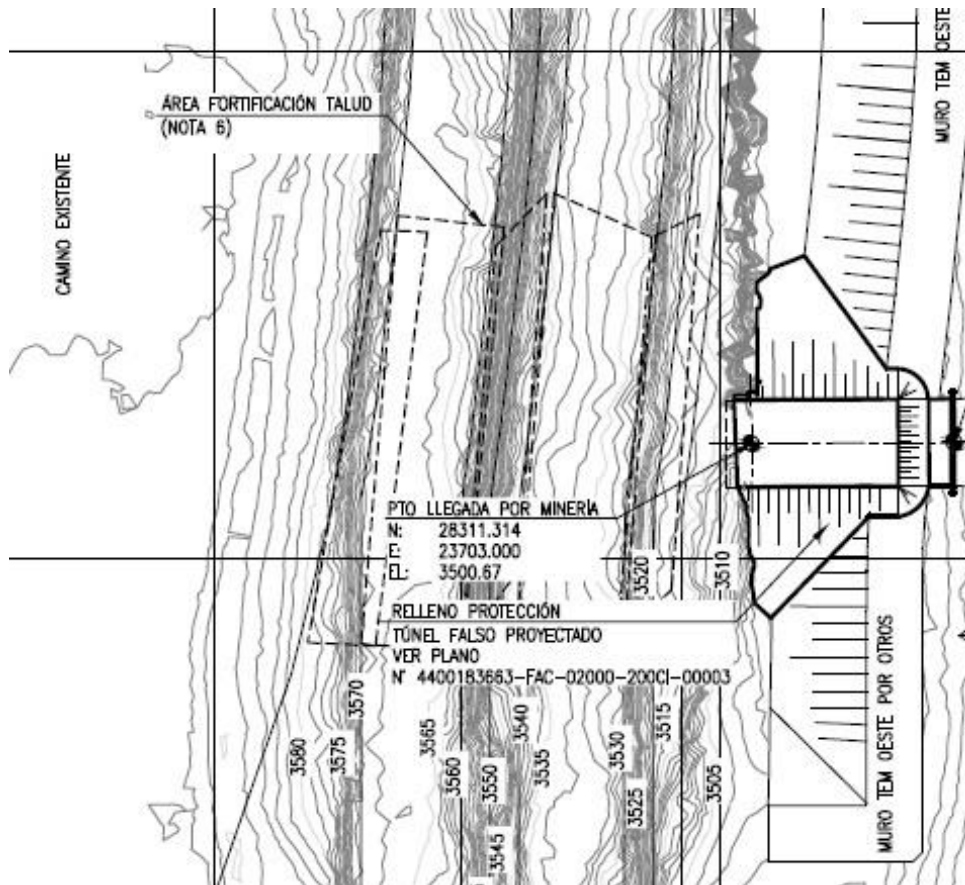 MURO TEM OESTE
ÁREA FORTIFICACIÓN TALUD
(NOTA 6)
CAMINO EXISTENTE
PTO LLEGADA POR MINERÍA
N: 28311.314
E: 23703.000
EL: 3500.67
3520
3510
RELLENO PROTECCIÓN
TÚNEL FALSO PROYECTADO
VER PLANO
N° 4400183663-FAC-02000-200CI-00003
3580
3575
3570
3565
3560
3550
3545
3540
3535
3530
3525
3515
3505
MURO TEM OESTE POR OTROS